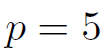 p = 5